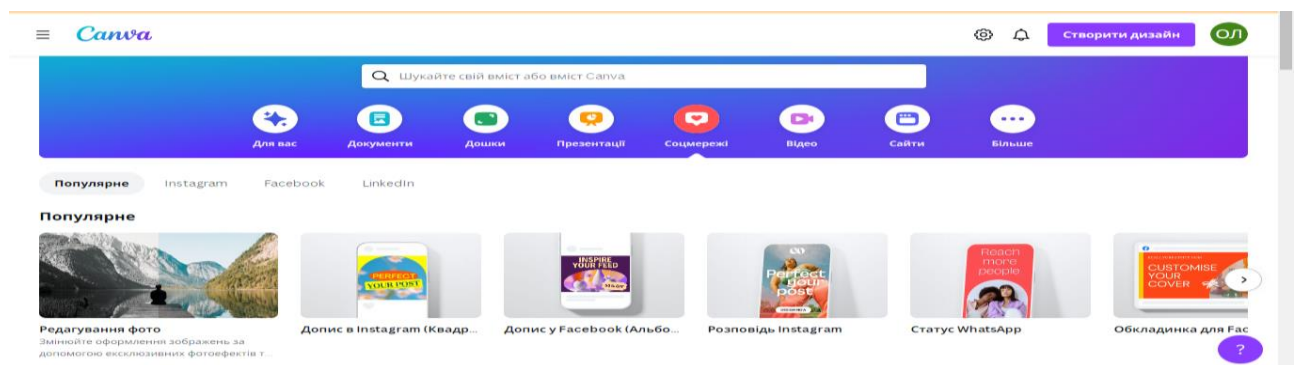 Canva
Створити дизайн
ОЛ
Шукайте свій вміст або вміст Canva
Для вас
Документи
Дошки
Презентації
Соцмережі
Відео
Сайти
Більше
Популярне
Instagram
Facebook
LinkedIn
Популярне
PERFECT
YOUR POST
INSPIRE
YOUR FEED
Perfect
your
post
Reach
more
people
CUSTOMISE
YOUR
COVER
Редагування фото
Змінюйте оформлення зображень за
допомогою ексклюзивних фотоефектів т...
Допис в Instagram (Квадр...
Допис у Facebook (Альбо...
Розповідь Instagram
Статус WhatsApp
Обкладинка для Fac
?